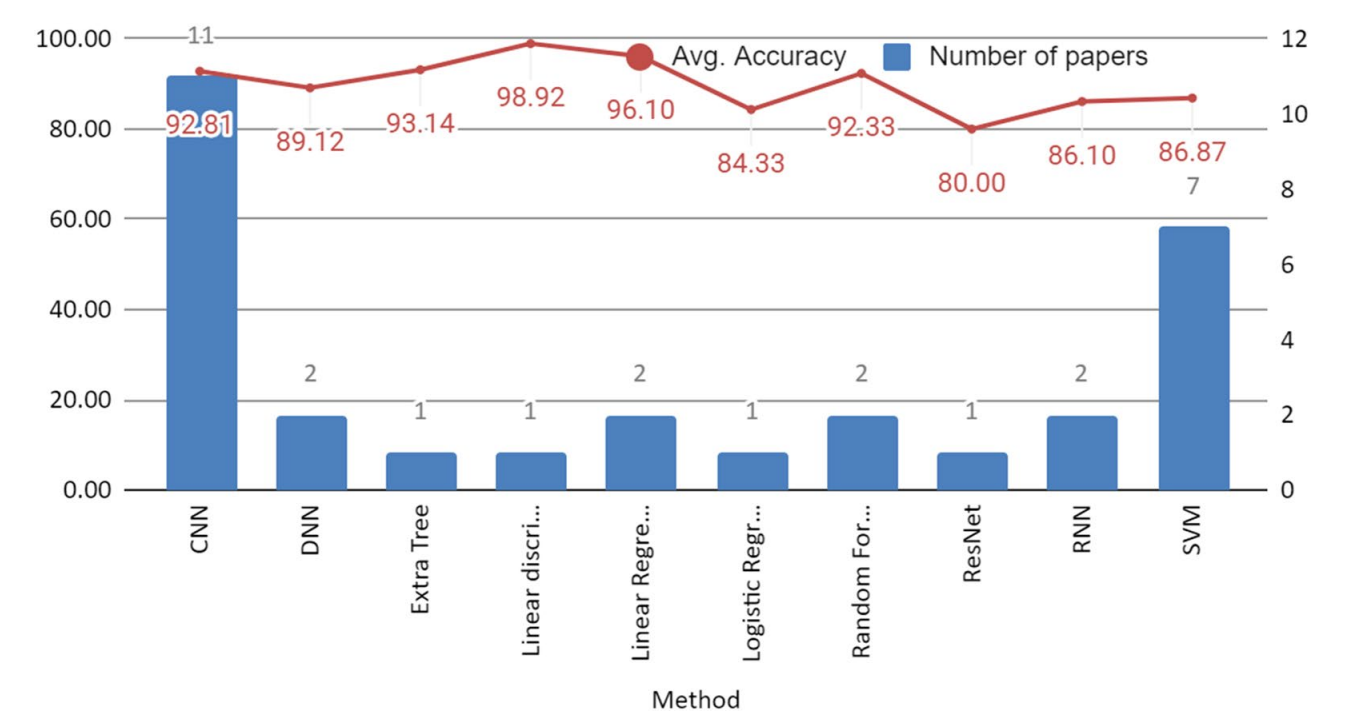 100.00
80.00
60.00
40.00
20.00
0.00
12
10
8
6
4
2
0
Avg. Accuracy
Number of papers
11
2
1
1
2
1
2
1
2
7
92.81
89.12
93.14
98.92
96.10
84.33
92.33
80.00
86.10
86.87
CNN
DNN
Extra Tree
Linear discri...
Linear Regre...
Logistic Regr...
Random For...
ResNet
RNN
SVM
Method